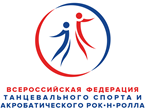 ВСЕРОССИЙСКАЯ ФЕДЕРАЦИЯ
ТАНЦЕВАЛЬНОГО СПОРТА И
АКРОБАТИЧЕСКОГО РОК-Н-РОЛЛА